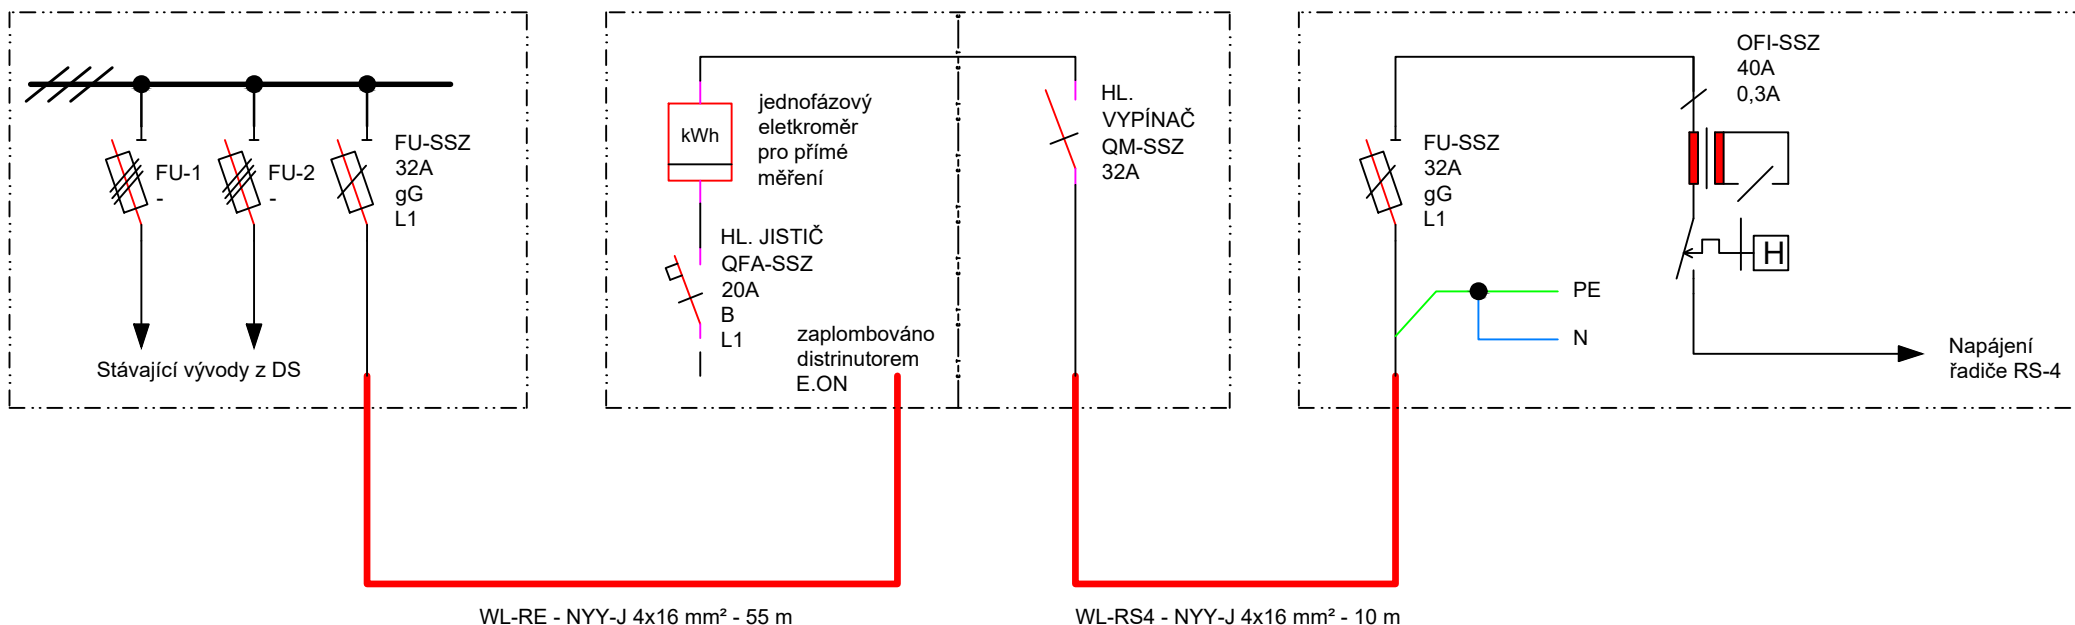 FU-1
-
FU-2
-
FU-SSZ
32A
gG
L1
Stávající vývody z DS
kWh
jednofázový
eletkroměr
pro přímé
měření
HL. JISTIČ
QFA-SSZ
20A
B
L1
zaplombováno
distrinutorem
E.ON
HL.
VYPÍNAČ
QM-SSZ
32A
FU-SSZ
32A
gG
L1
OFI-SSZ
40A
0,3A
H
PE
N
Napájení
řadiče RS-4
WL-RE - NYY-J 4x16 mm² - 55 m
WL-RS4 - NYY-J 4x16 mm² - 10 m